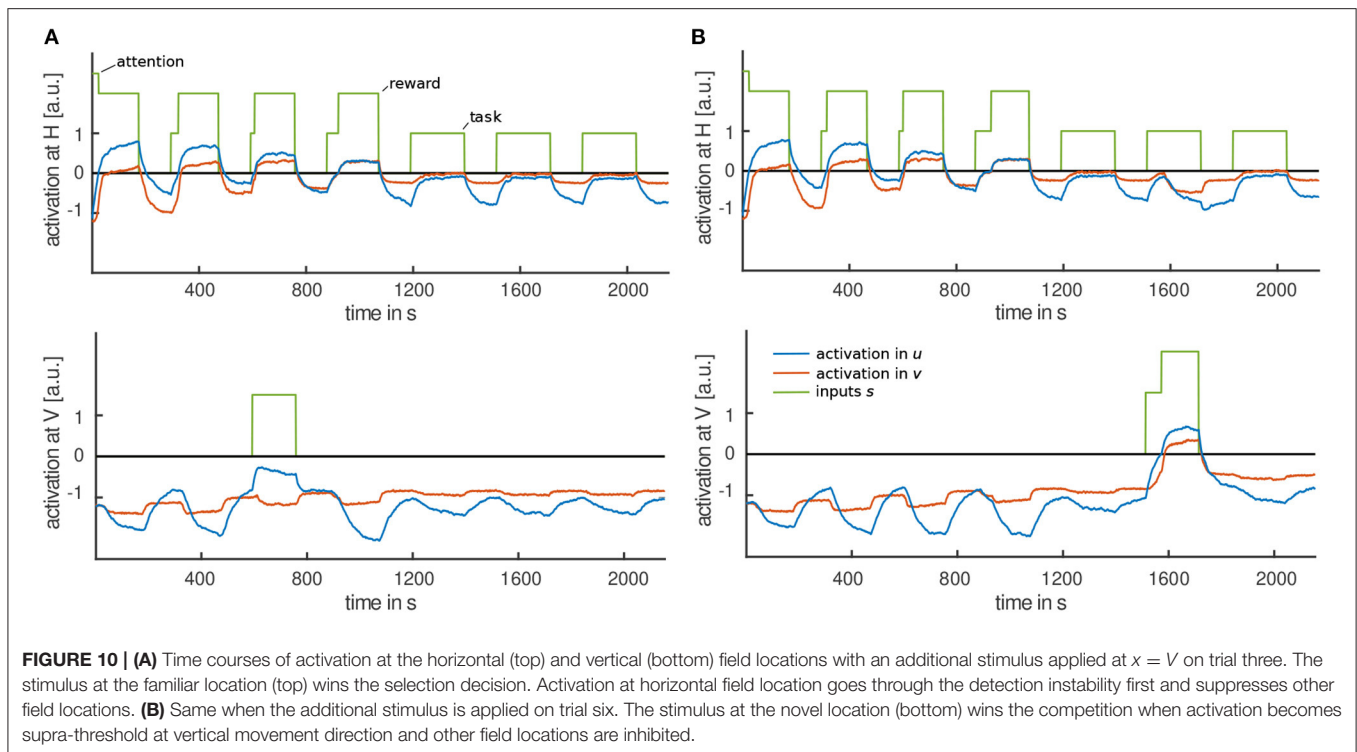 A
B
attention
reward
task
activation at H [a.u.]
1
0
-1
400 800 1200 1600 2000
time in s
activation at H [a.u.]
1
0
-1
400 800 1200 1600 2000
time in s
activation at V [a.u.]
1
0
-1
400 800 1200 1600 2000
time in s
activation in u
activation in v
inputs s
activation at V [a.u.]
1
0
-1
400 800 1200 1600 2000
time in s
FIGURE 10 | (A) Time courses of activation at the horizontal (top) and vertical (bottom) field locations with an additional stimulus applied at x = V on trial three. The
stimulus at the familiar location (top) wins the selection decision. Activation at horizontal field location goes through the detection instability first and suppresses other
field locations. (B) Same when the additional stimulus is applied on trial six. The stimulus at the novel location (bottom) wins the competition when activation becomes
supra-threshold at vertical movement direction and other field locations are inhibited.